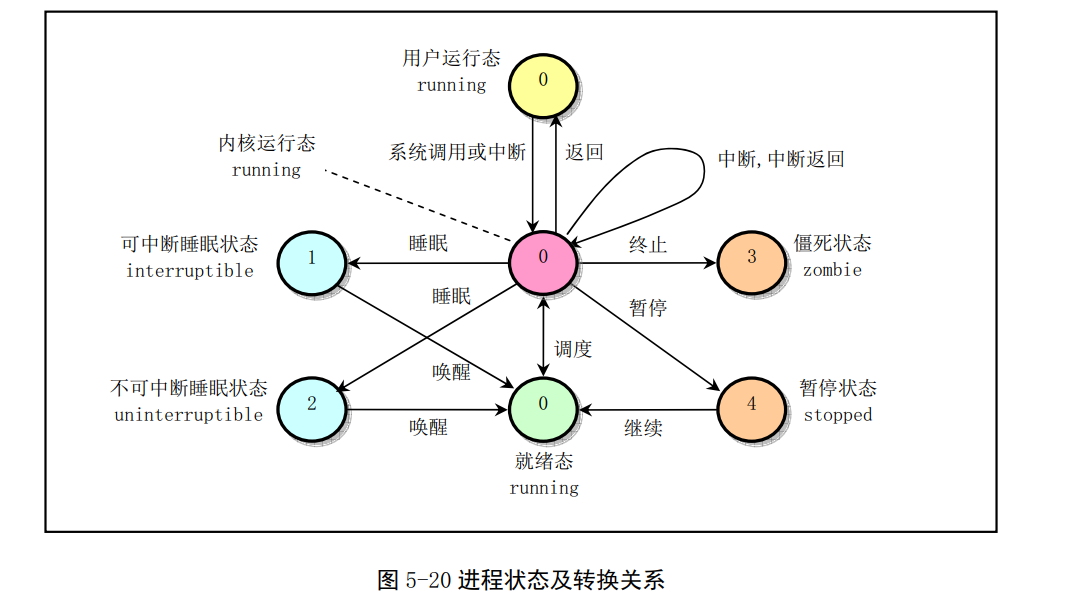 用户运行态
running
0
内核运行态
running
系统调用或中断
返回
中断,中断返回
可中断睡眠状态
interruptible
1
睡眠
0
终止
3
僵死状态
zombie
睡眠
暂停
调度
唤醒
不可中断睡眠状态
uninterruptible
2
唤醒
0
继续
4
暂停状态
stopped
就绪态
running
图 5-20 进程状态及转换关系